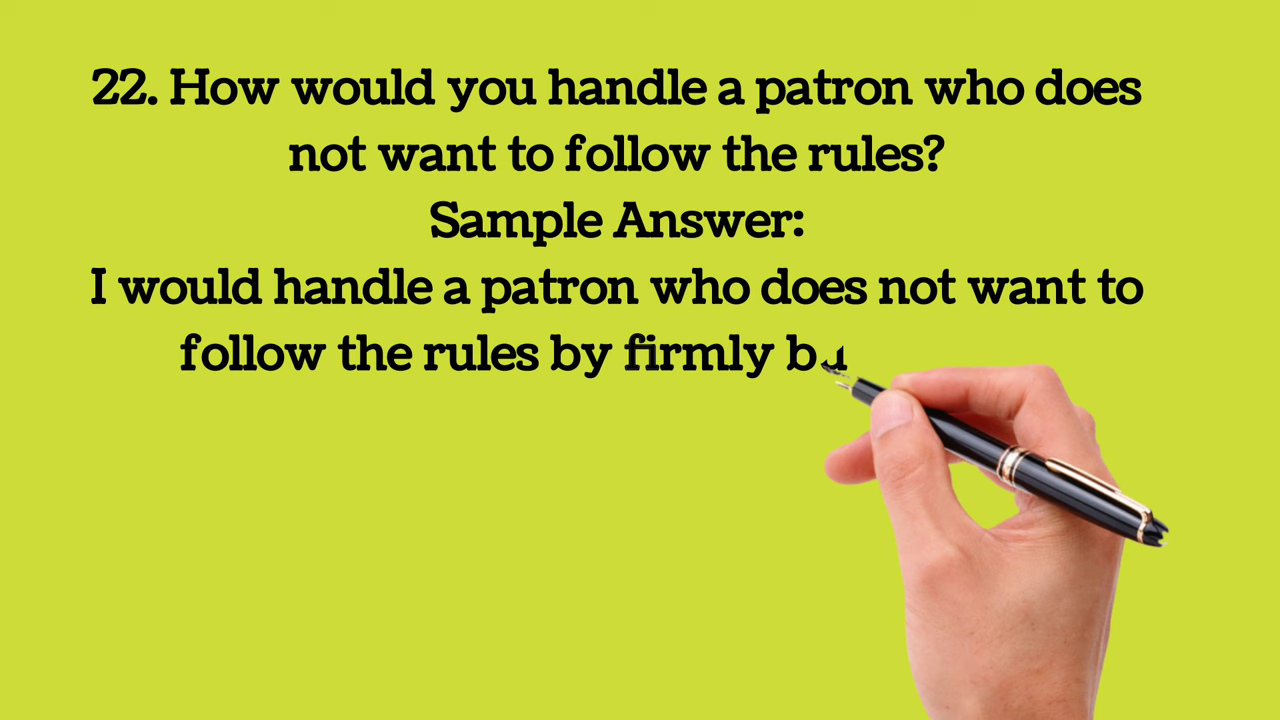 22. How would you handle a patron who does
not want to follow the rules?
Sample Answer:
I would handle a patron who does not want to
follow the rules by firmly